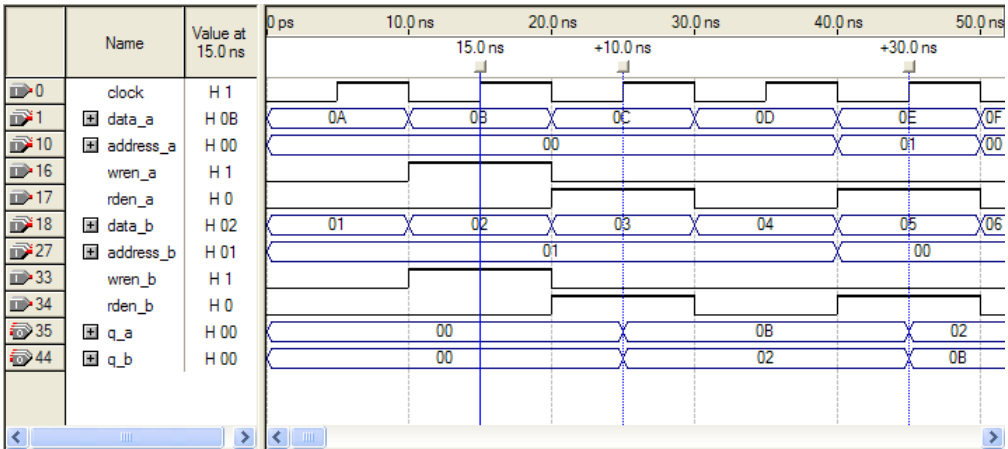 0 ps 10.0 ns 20.0 ns 30.0 ns 40.0 ns 50.0 ns
Name Value at 15.0 ns
15.0 ns +10.0 ns +30.0 ns
0 clock H 1
1 data_a H 0B 0A 0B 0C 0D 0E 0F
10 address_a H 00 00 01 00
16 wren_a H 1
17 rden_a H 0
18 data_b H 02 01 02 03 04 05 06
27 address_b H 01 01 00
33 wren_b H 1
34 rden_b H 0
35 q_a H 00 00 0B 02
44 q_b H 00 00 02 0B